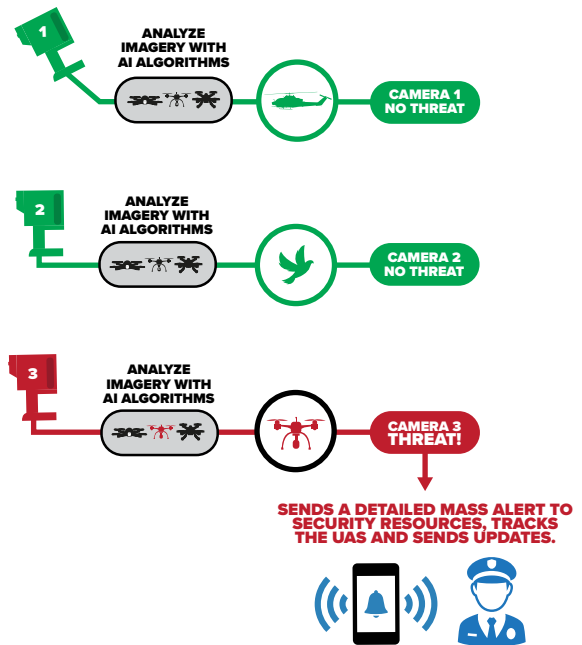 1
ANALYZE
IMAGERY WITH
AI ALGORITHMS
CAMERA 1
NO THREAT
2
ANALYZE
IMAGERY WITH
AI ALGORITHMS
CAMERA 2
NO THREAT
3
ANALYZE
IMAGERY WITH
AI ALGORITHMS
CAMERA 3
THREAT!
SENDS A DETAILED MASS ALERT TO
SECURITY RESOURCES, TRACKS
THE UAS AND SENDS UPDATES.